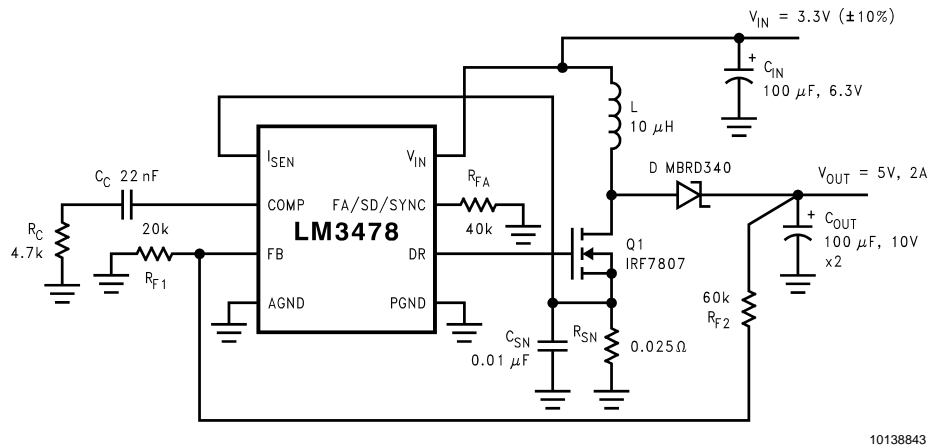 V_IN = 3.3V (±10%)
+
C_IN
100 μF, 6.3V
L
10 μH
I_SEN
V_IN
C_C 22 nF
R_FA
D MBRD340
V_OUT = 5V, 2A
COMP
FA/SD/SYNC
R_C
4.7k
20k
LM3478
40k
+
C_OUT
100 μF, 10V
x2
R_F1
FB
DR
Q1
IRF7807
AGND
PGND
60k
R_F2
C_SN
0.01 μF
R_SN
0.025Ω
10138843